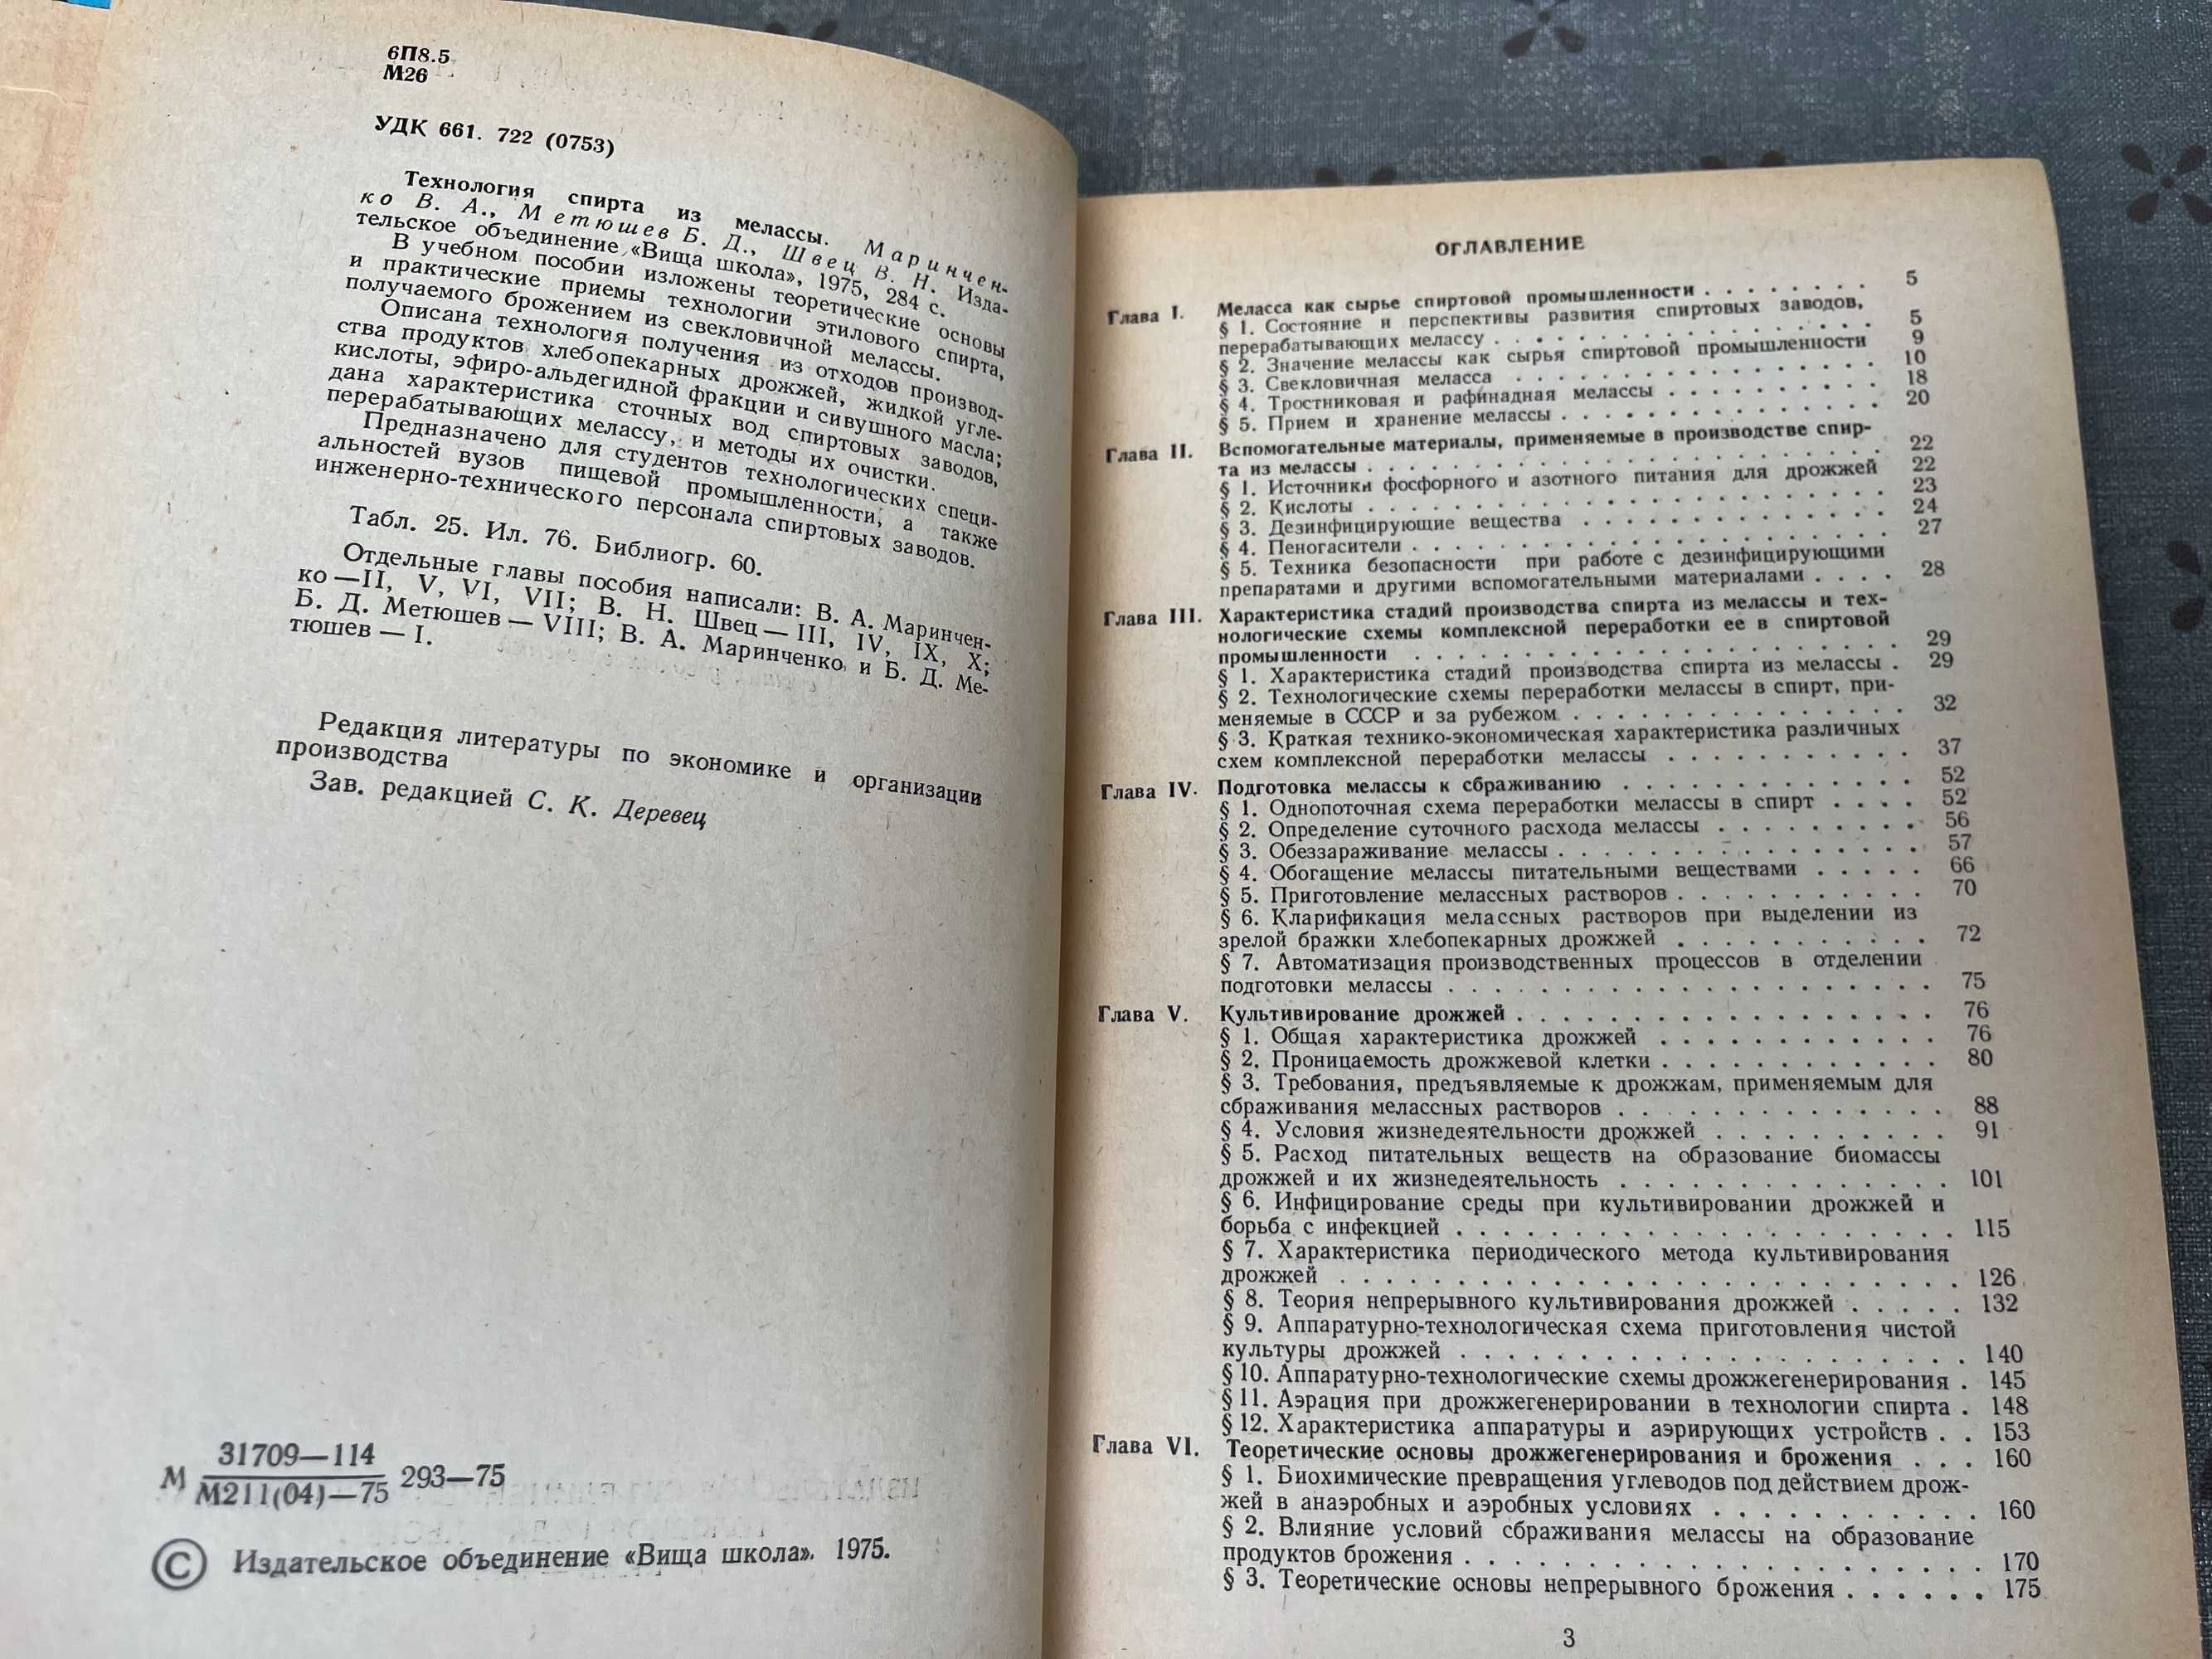 6П8.5
М26
УДК 661. 722 (0753)
Технология спирта из мелассы. Маринчен-
ко В. А., Метюшев Б. Д., Швец В. Н. Изда-
тельское объединение «Вища школа», 1975, 284 с.
В учебном пособии изложены теоретические основы
и практические приемы технологии этилового спирта,
получаемого брожением из свекловичной мелассы.
Описана технология получения из отходов производ-
ства продуктов хлебопекарных дрожжей, жидкой угле-
кислоты, эфиро-альдегидной фракции и сивушного масла;
дана характеристика сточных вод спиртовых заводов,
перерабатывающих мелассу, и методы их очистки.
Предназначено для студентов технологических специ-
альностей вузов пищевой промышленности, а также
инженерно-технического персонала спиртовых заводов.
Табл. 25. Ил. 76. Библиогр. 60.
Отдельные главы пособия написали: В. А. Маринчен-
ко —II, V, VI, VII; В. Н. Швец — III, IV, IX, X;
Б. Д. Метюшев — VIII; В. А. Маринченко и Б. Д. Ме-
тюшев — I.
Редакция литературы по экономике и организации
производства
Зав. редакцией С. К. Деревец
31709—114
М 293—75
М211(04)—75
© Издательское объединение «Вища школа». 1975.
ОГЛАВЛЕНИЕ
Глава I. Меласса как сырье спиртовой промышленности . . . . . . . . 5
§ 1. Состояние и перспективы развития спиртовых заводов,
перерабатывающих мелассу . . . . . . . . . . . . . . . . 5
§ 2. Значение мелассы как сырья спиртовой промышленности 9
§ 3. Свекловичная меласса . . . . . . . . . . . . . . . 10
§ 4. Тростниковая и рафинадная мелассы . . . . . . . . . 18
§ 5. Прием и хранение мелассы . . . . . . . . . . . . . 20
Глава II. Вспомогательные материалы, применяемые в производстве спир-
та из мелассы . . . . . . . . . . . . . . . . . . . . . 22
§ 1. Источники фосфорного и азотного питания для дрожжей 22
§ 2. Кислоты . . . . . . . . . . . . . . . . . . . . . 23
§ 3. Дезинфицирующие вещества . . . . . . . . . . . . . 24
§ 4. Пеногасители . . . . . . . . . . . . . . . . . . . 27
§ 5. Техника безопасности при работе с дезинфицирующими
препаратами и другими вспомогательными материалами . . . . 28
Глава III. Характеристика стадий производства спирта из мелассы и тех-
нологические схемы комплексной переработки ее в спиртовой
промышленности . . . . . . . . . . . . . . . . . . . . 29
§ 1. Характеристика стадий производства спирта из мелассы . 29
§ 2. Технологические схемы переработки мелассы в спирт, при-
меняемые в СССР и за рубежом . . . . . . . . . . . . . . 32
§ 3. Краткая технико-экономическая характеристика различных
схем комплексной переработки мелассы . . . . . . . . . . 37
Глава IV. Подготовка мелассы к сбраживанию . . . . . . . . . . . . 52
§ 1. Однопоточная схема переработки мелассы в спирт . . . . 52
§ 2. Определение суточного расхода мелассы . . . . . . . . 56
§ 3. Обеззараживание мелассы . . . . . . . . . . . . . . 57
§ 4. Обогащение мелассы питательными веществами . . . . . 66
§ 5. Приготовление мелассных растворов . . . . . . . . . . 70
§ 6. Кларификация мелассных растворов при выделении из
зрелой бражки хлебопекарных дрожжей . . . . . . . . . . 72
§ 7. Автоматизация производственных процессов в отделении
подготовки мелассы . . . . . . . . . . . . . . . . . . 75
Глава V. Культивирование дрожжей . . . . . . . . . . . . . . . . 76
§ 1. Общая характеристика дрожжей . . . . . . . . . . . . 76
§ 2. Проницаемость дрожжевой клетки . . . . . . . . . . . 80
§ 3. Требования, предъявляемые к дрожжам, применяемым для
сбраживания мелассных растворов . . . . . . . . . . . . 88
§ 4. Условия жизнедеятельности дрожжей . . . . . . . . . . 91
§ 5. Расход питательных веществ на образование биомассы
дрожжей и их жизнедеятельность . . . . . . . . . . . . . 101
§ 6. Инфицирование среды при культивировании дрожжей и
борьба с инфекцией . . . . . . . . . . . . . . . . . . 115
§ 7. Характеристика периодического метода культивирования
дрожжей . . . . . . . . . . . . . . . . . . . . . . . 126
§ 8. Теория непрерывного культивирования дрожжей . . . . . 132
§ 9. Аппаратурно-технологическая схема приготовления чистой
культуры дрожжей . . . . . . . . . . . . . . . . . . . 140
§ 10. Аппаратурно-технологические схемы дрожжегенерирования . 145
§ 11. Аэрация при дрожжегенерировании в технологии спирта . 148
§ 12. Характеристика аппаратуры и аэрирующих устройств . . 153
Глава VI. Теоретические основы дрожжегенерирования и брожения . . . 160
§ 1. Биохимические превращения углеводов под действием дрож-
жей в анаэробных и аэробных условиях . . . . . . . . . . 160
§ 2. Влияние условий сбраживания мелассы на образование
продуктов брожения . . . . . . . . . . . . . . . . . . 170
§ 3. Теоретические основы непрерывного брожения . . . . . . 175
3